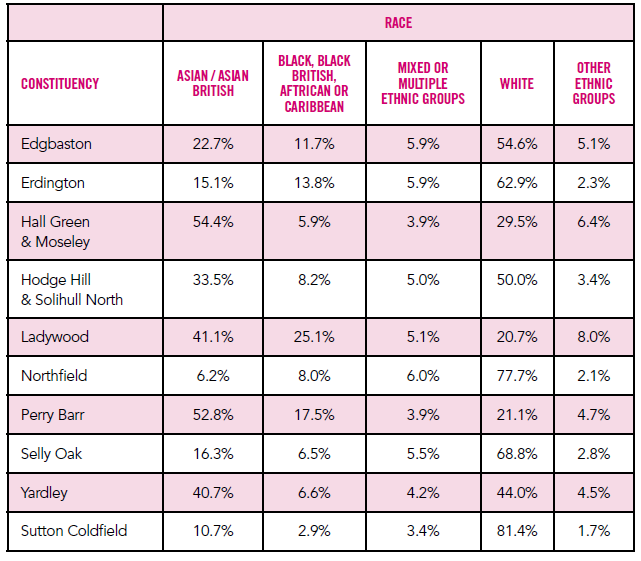 RACE
CONSTITUENCY
ASIAN / ASIAN
BRITISH
BLACK, BLACK
BRITISH,
AFTRICAN OR
CARIBBEAN
MIXED OR
MULTIPLE
ETHNIC GROUPS
WHITE
OTHER
ETHNIC
GROUPS
Edgbaston 22.7% 11.7% 5.9% 54.6% 5.1%
Erdington 15.1% 13.8% 5.9% 62.9% 2.3%
Hall Green 54.4% 5.9% 3.9% 29.5% 6.4%
& Moseley
Hodge Hill 33.5% 8.2% 5.0% 50.0% 3.4%
& Solihull North
Ladywood 41.1% 25.1% 5.1% 20.7% 8.0%
Northfield 6.2% 8.0% 6.0% 77.7% 2.1%
Perry Barr 52.8% 17.5% 3.9% 21.1% 4.7%
Selly Oak 16.3% 6.5% 5.5% 68.8% 2.8%
Yardley 40.7% 6.6% 4.2% 44.0% 4.5%
Sutton Coldfield 10.7% 2.9% 3.4% 81.4% 1.7%